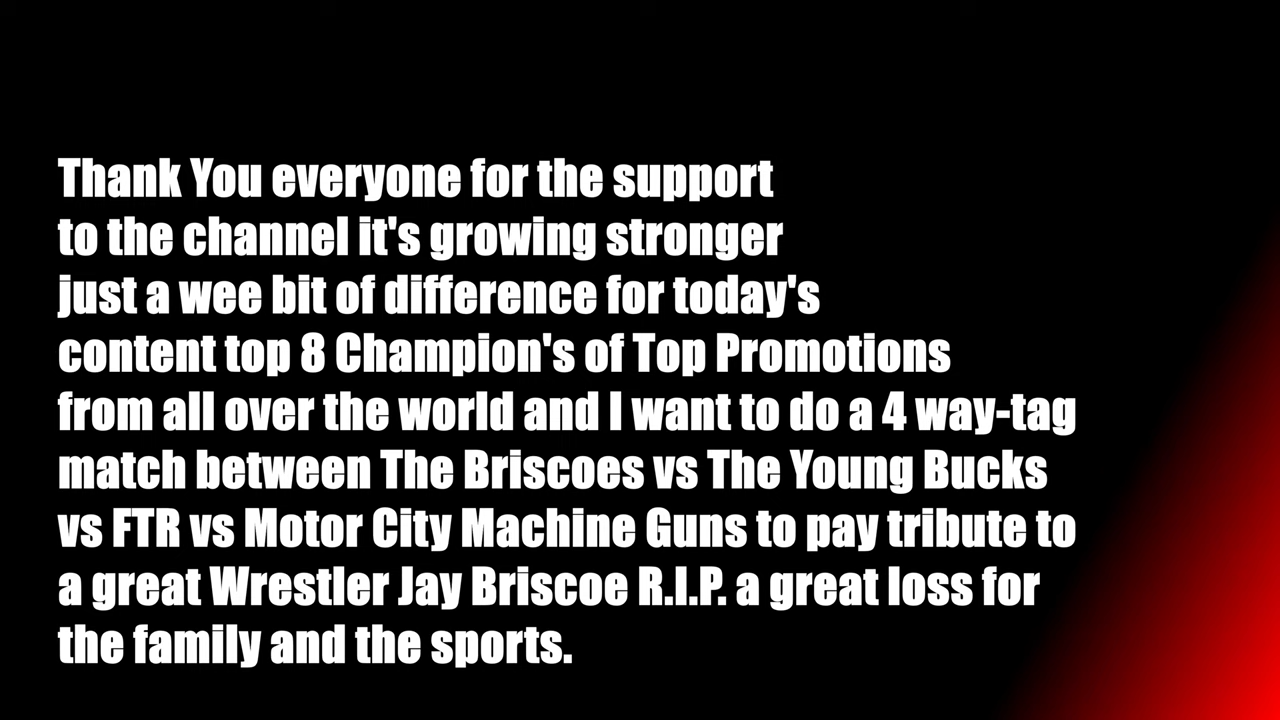 Thank You everyone for the support
to the channel it's growing stronger
just a wee bit of difference for today's
content top 8 Champion's of Top Promotions
from all over the world and I want to do a 4 way-tag
match between The Briscoes vs The Young Bucks
vs FTR vs Motor City Machine Guns to pay tribute to
a great Wrestler Jay Briscoe R.I.P. a great loss for
the family and the sports.